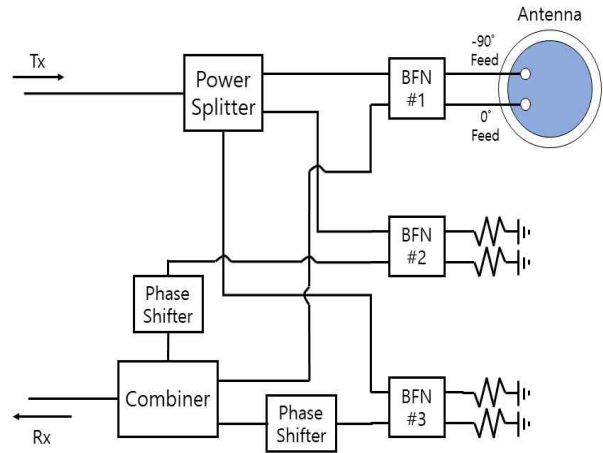 Antenna
Tx
-90°
Feed
Power
Splitter
BFN
#1
0°
Feed
BFN
#2
Phase
Shifter
Combiner
BFN
#3
Phase
Shifter
Rx